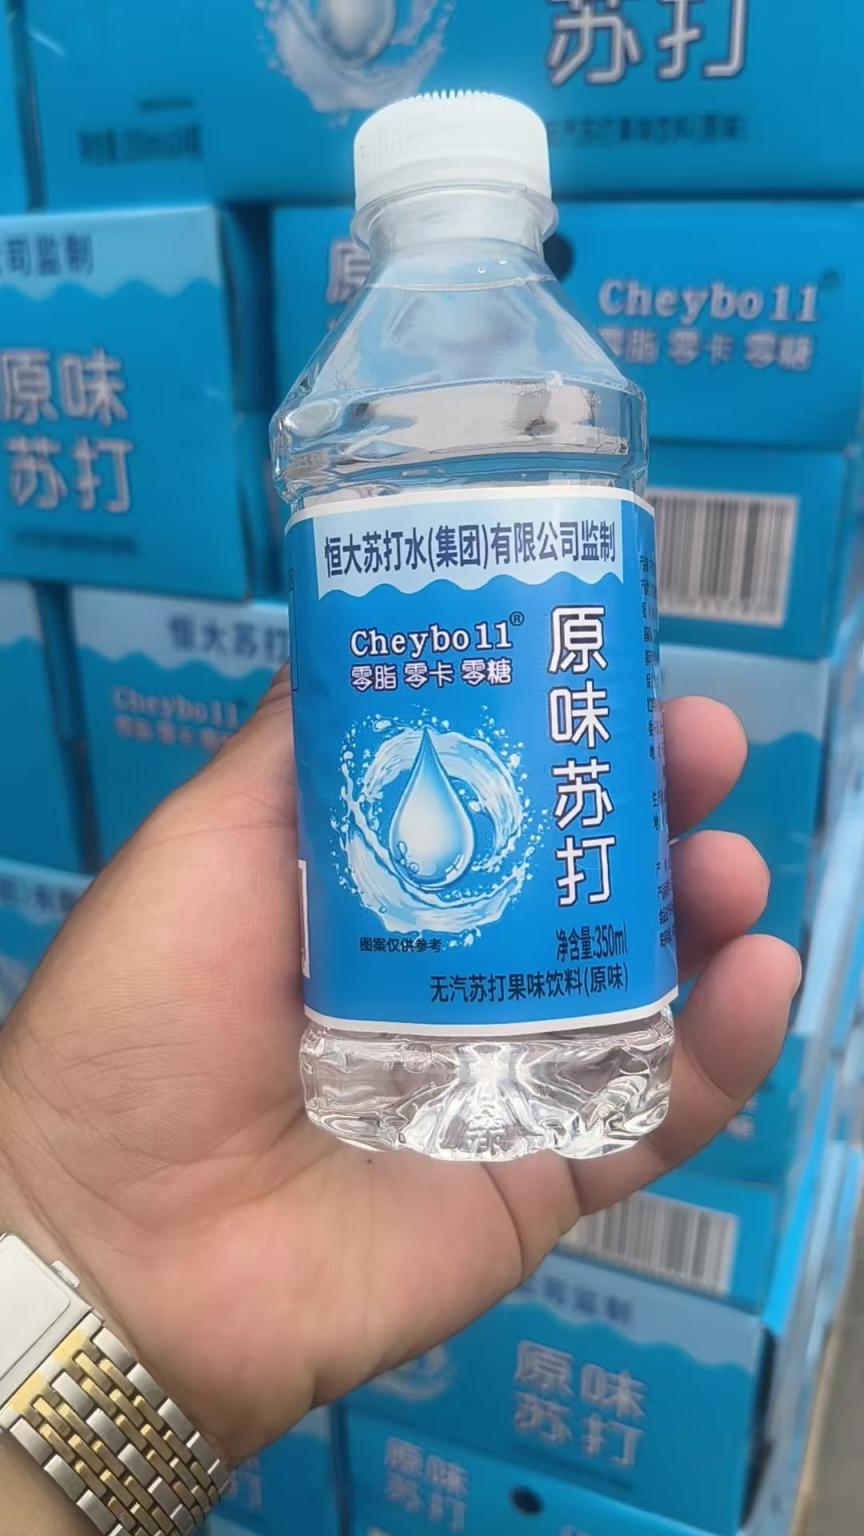 苏打
司监制
原味
苏打
原
Cheybo11
零脂 零卡 零糖
恒大苏打水(集团)有限公司监制
Cheybo11®
零脂 零卡 零糖
原味苏打
图案仅供参考
净含量:350ml
无汽苏打果味饮料(原味)
恒大苏打
Cheybo11
原味
苏打
原味
苏打